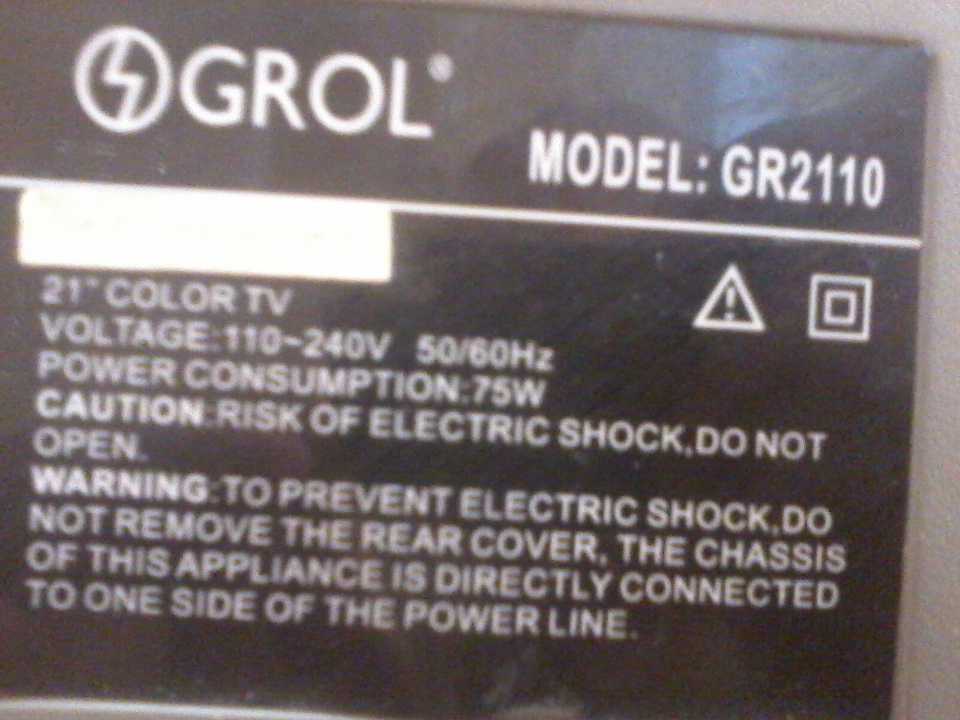 GROL®
MODEL: GR2110
21" COLOR TV
VOLTAGE:110~240V 50/60Hz
POWER CONSUMPTION:75W
CAUTION:RISK OF ELECTRIC SHOCK,DO NOT
OPEN.
WARNING:TO PREVENT ELECTRIC SHOCK,DO
NOT REMOVE THE REAR COVER, THE CHASSIS
OF THIS APPLIANCE IS DIRECTLY CONNECTED
TO ONE SIDE OF THE POWER LINE.